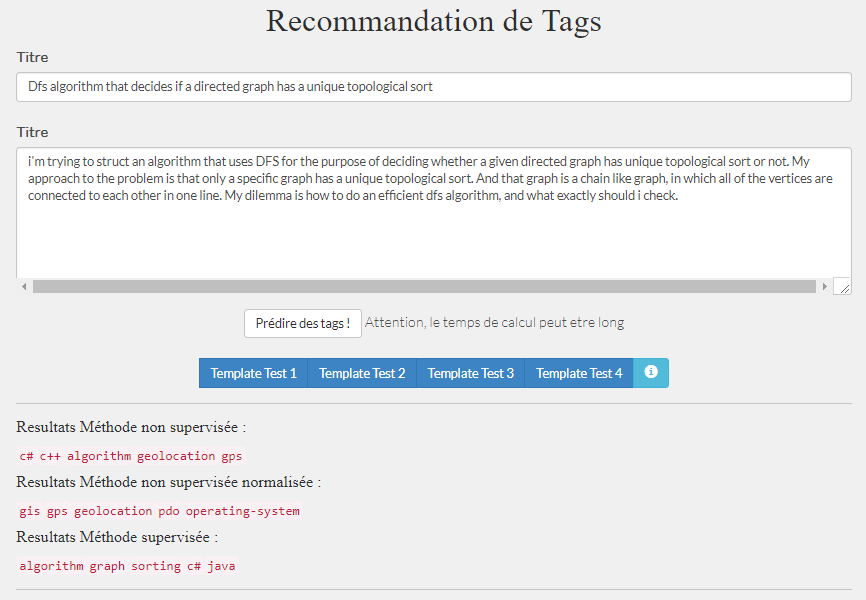 Recommandation de Tags
Titre
Dfs algorithm that decides if a directed graph has a unique topological sort
Titre
i'm trying to struct an algorithm that uses DFS for the purpose of deciding whether a given directed graph has unique topological sort or not. My
approach to the problem is that only a specific graph has a unique topological sort. And that graph is a chain like graph, in which all of the vertices are
connected to each other in one line. My dilemma is how to do an efficient dfs algorithm, and what exactly should i check.
Prédire des tags ! Attention, le temps de calcul peut etre long
Template Test 1 Template Test 2 Template Test 3 Template Test 4
Resultats Méthode non supervisée :
c# c++ algorithm geolocation gps
Resultats Méthode non supervisée normalisée :
gis gps geolocation pdo operating-system
Resultats Méthode supervisée :
algorithm graph sorting c# java